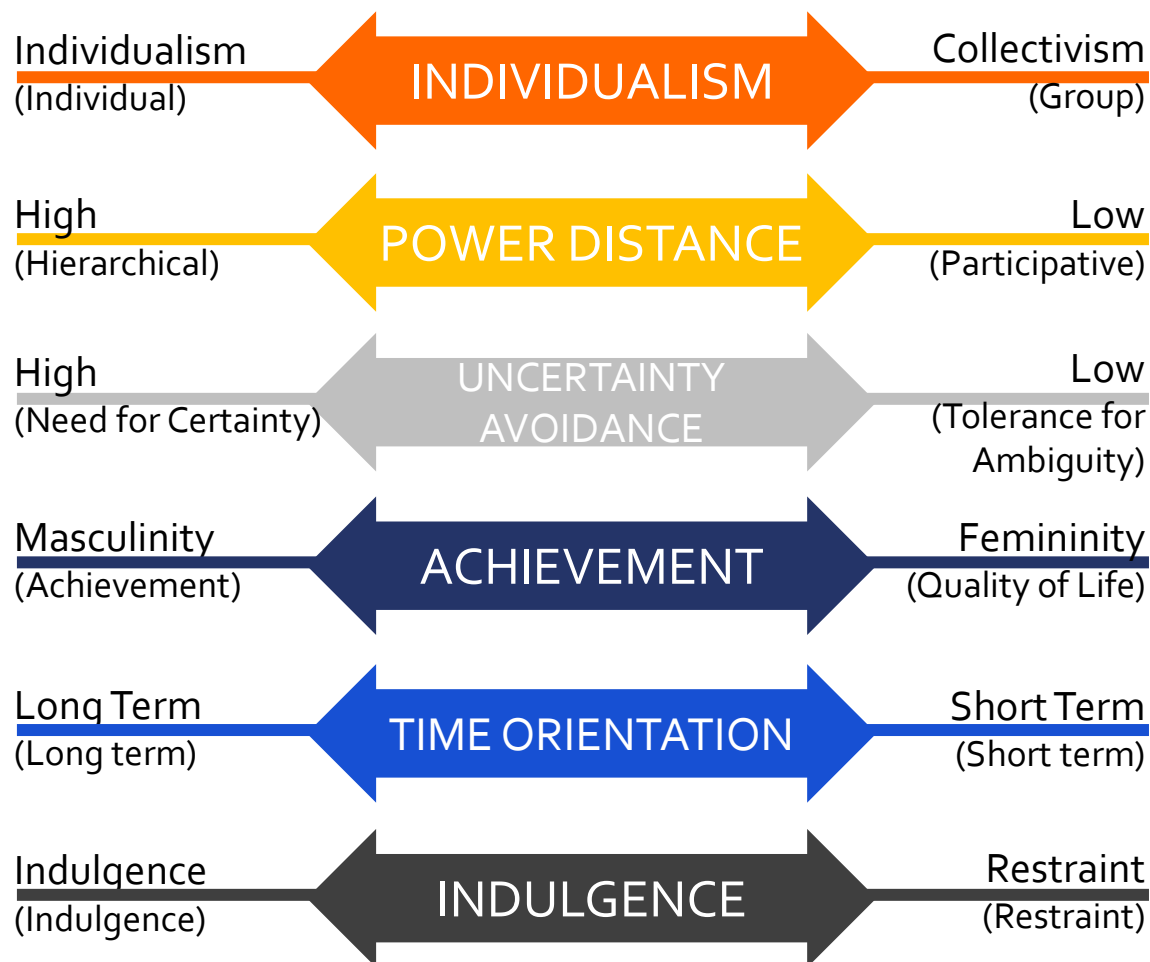 Individualism
(Individual)
INDIVIDUALISM
Collectivism
(Group)
High
(Hierarchical)
POWER DISTANCE
Low
(Participative)
High
(Need for Certainty)
UNCERTAINTY
AVOIDANCE
Low
(Tolerance for
Ambiguity)
Masculinity
(Achievement)
ACHIEVEMENT
Femininity
(Quality of Life)
Long Term
(Long term)
TIME ORIENTATION
Short Term
(Short term)
Indulgence
(Indulgence)
INDULGENCE
Restraint
(Restraint)